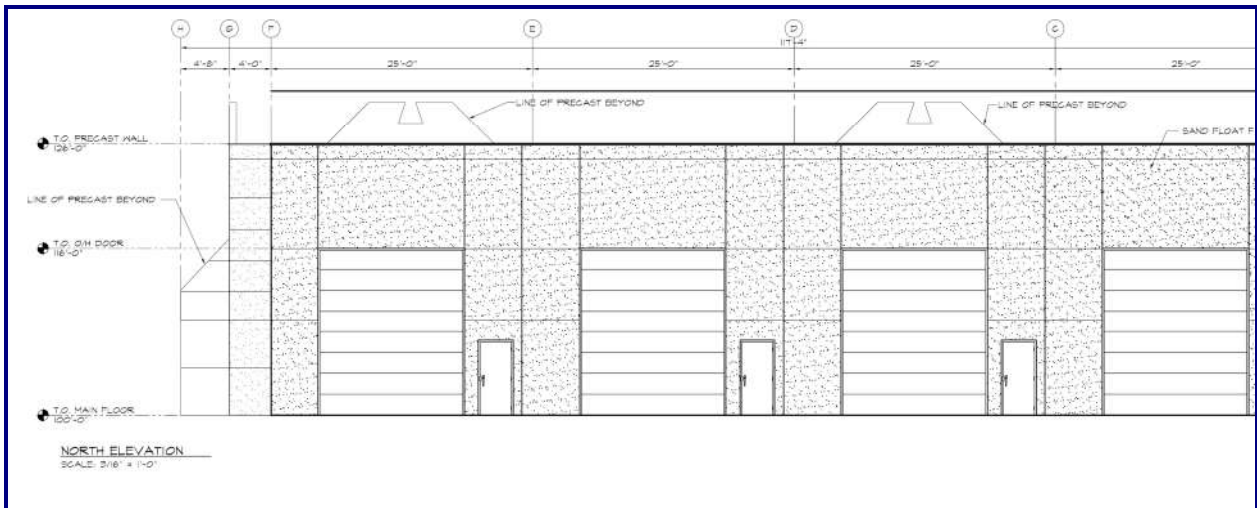 H G F E D C
117'-4"
4'-8" 4'-0" 25'-0" 25'-0" 25'-0" 25'-0"
LINE OF PRECAST BEYOND
LINE OF PRECAST BEYOND
T.O. PRECAST WALL
126'-0"
SAND FLOAT F
LINE OF PRECAST BEYOND
T.O. O/H DOOR
116'-0"
T.O. MAIN FLOOR
100'-0"
NORTH ELEVATION
SCALE: 3/16" = 1'-0"